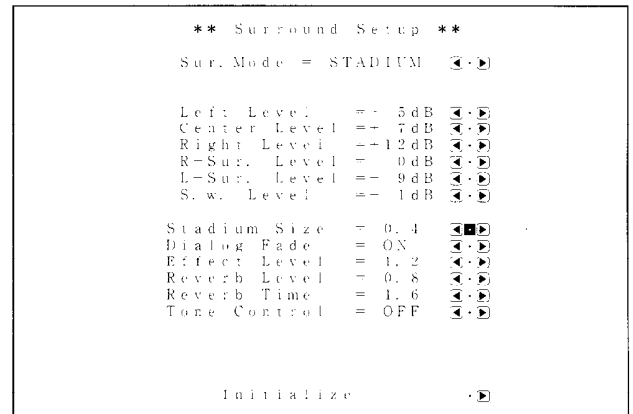 ** Surround Setup **
Sur. Mode = STADIUM ◀・▶
Left Level =- 5dB ◀・▶
Center Level =+ 7dB ◀・▶
Right Level =+12dB ◀・▶
R-Sur. Level = 0dB ◀・▶
L-Sur. Level =- 9dB ◀・▶
S. w. Level =- 1dB ◀・▶
Stadium Size = 0. 4 ◀・▶
Dialog Fade = ON ◀・▶
Effect Level = 1. 2 ◀・▶
Reverb Level = 0. 8 ◀・▶
Reverb Time = 1. 6 ◀・▶
Tone Control = OFF ◀・▶
Initialize ・▶